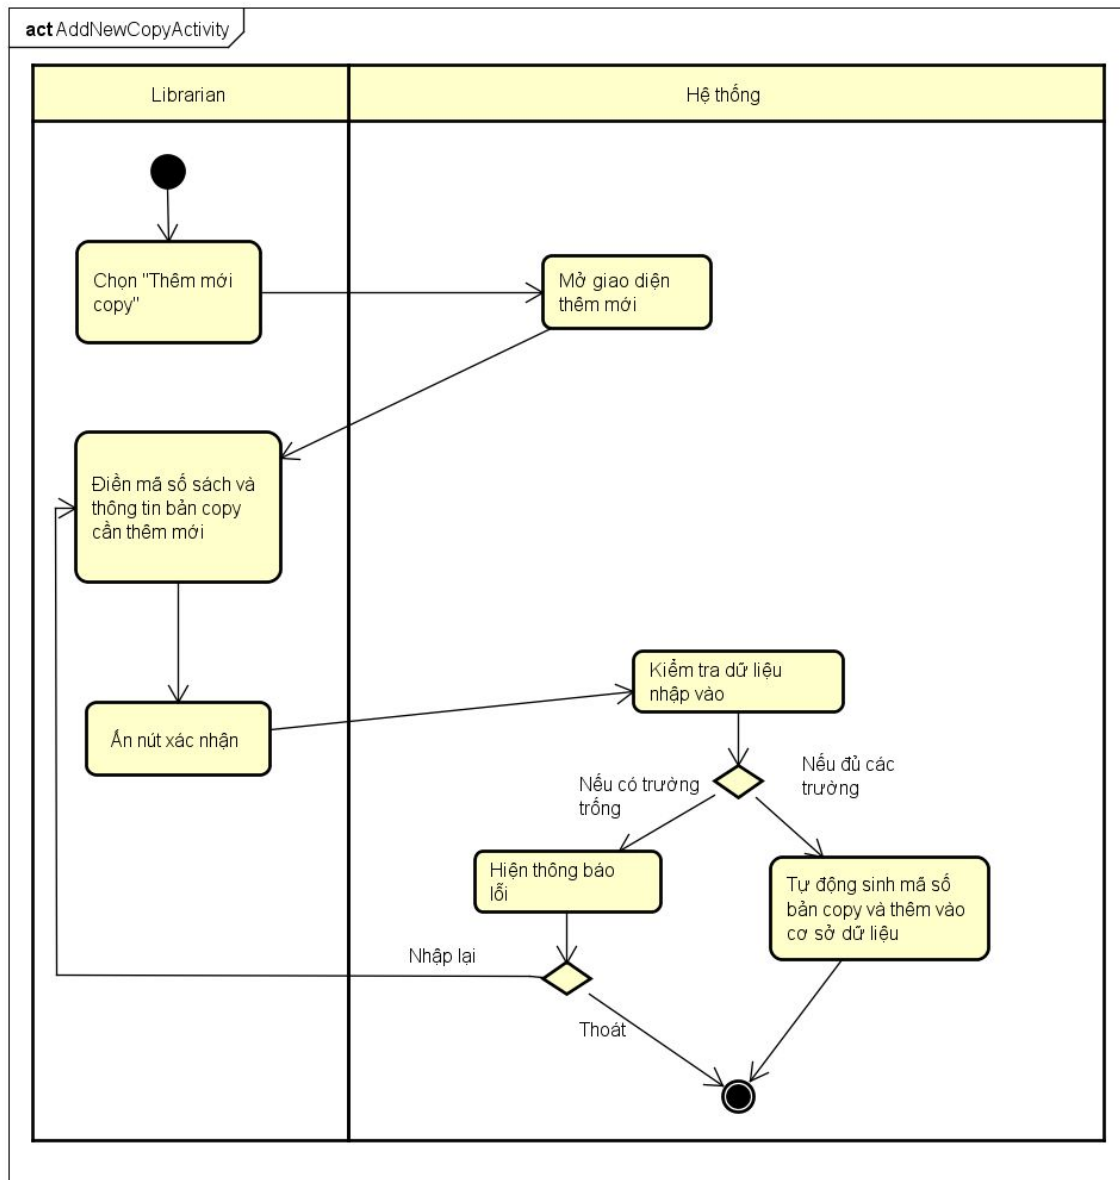 act AddNewCopyActivity
Librarian
Hệ thống
Chọn "Thêm mới
copy"
Mở giao diện
thêm mới
Điền mã số sách và
thông tin bản copy
cần thêm mới
Ấn nút xác nhận
Kiểm tra dữ liệu
nhập vào
Nếu có trường
trống
Nếu đủ các
trường
Hiện thông báo
lỗi
Tự động sinh mã số
bản copy và thêm vào
cơ sở dữ liệu
Nhập lại
Thoát